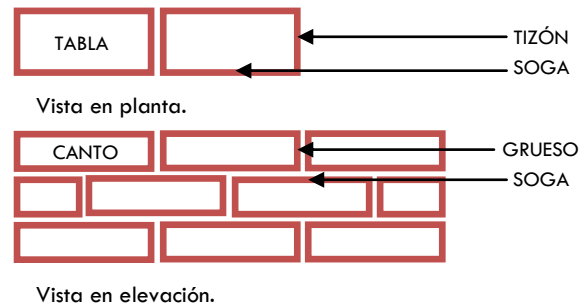 TABLA
TIZÓN
SOGA
Vista en planta.
CANTO
GRUESO
SOGA
Vista en elevación.